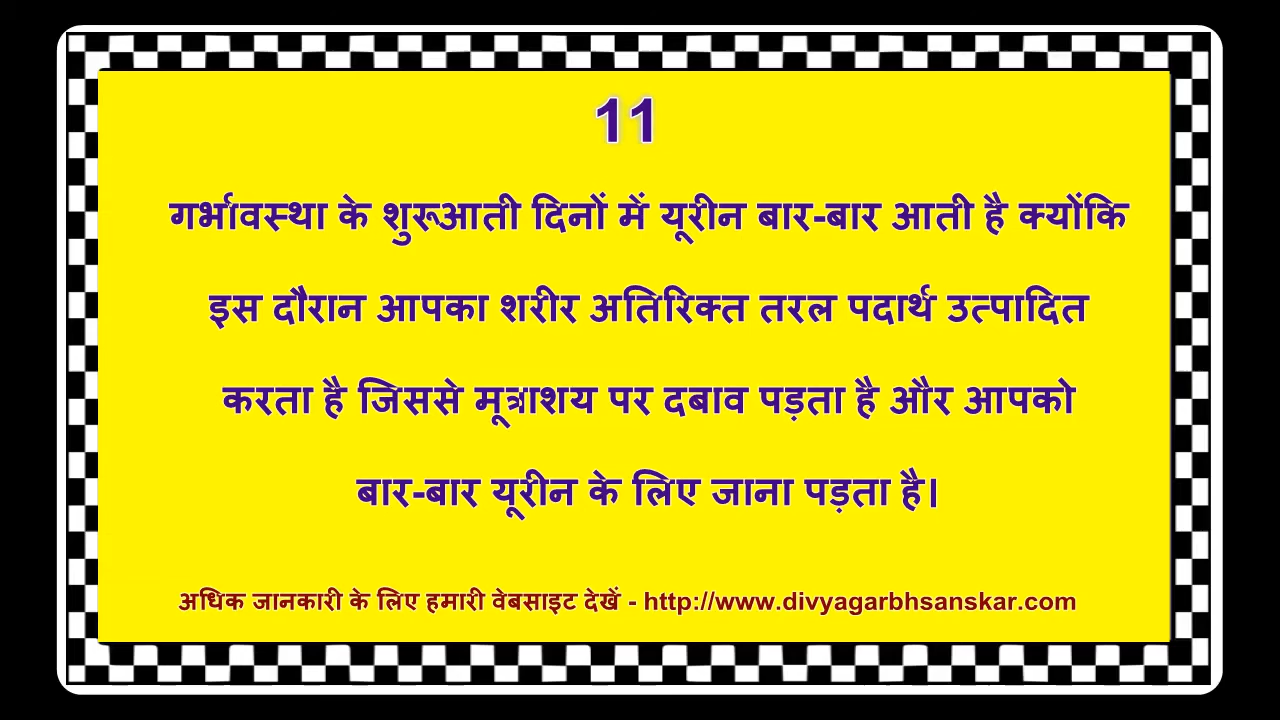 11
गर्भावस्था के शुरूआती दिनों में यूरीन बार-बार आती है क्योंकि
इस दौरान आपका शरीर अतिरिक्त तरल पदार्थ उत्पादित
करता है जिससे मूत्राशय पर दबाव पड़ता है और आपको
बार-बार यूरीन के लिए जाना पड़ता है।
अधिक जानकारी के लिए हमारी वेबसाइट देखें - http://www.divyagarbhsanskar.com